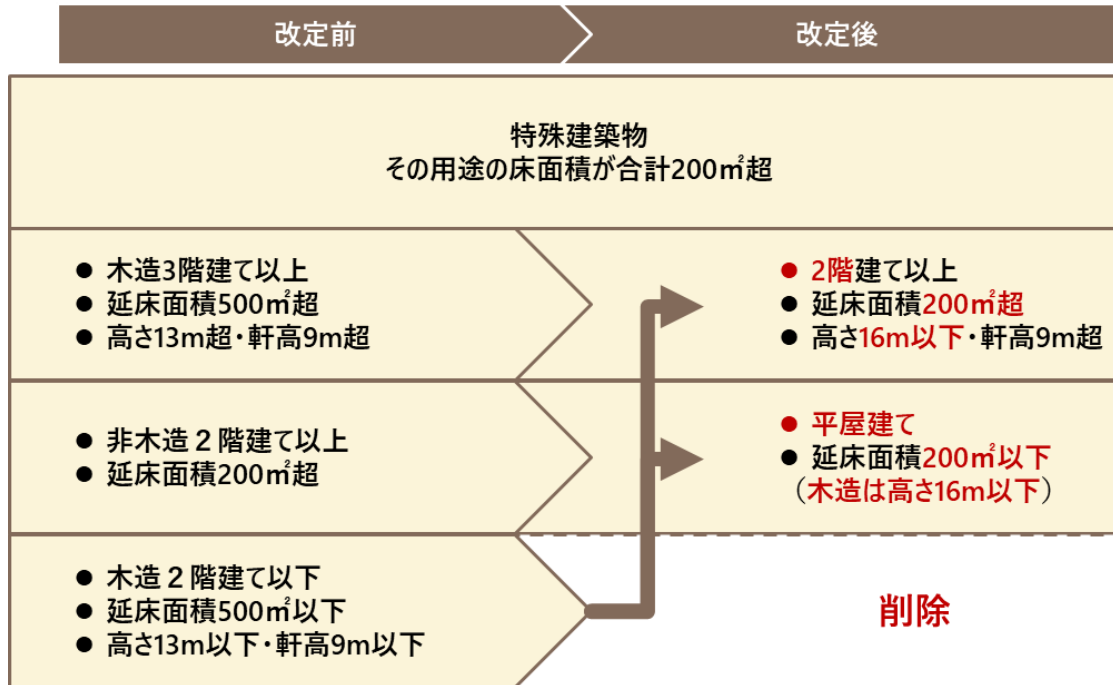 改定前
改定後
特殊建築物
その用途の床面積が合計200㎡超
● 木造3階建て以上
● 延床面積500㎡超
● 高さ13m超・軒高9m超
● 2階建て以上
● 延床面積200㎡超
● 高さ16m以下・軒高9m超
● 非木造２階建て以上
● 延床面積200㎡超
● 平屋建て
● 延床面積200㎡以下
（木造は高さ16m以下）
● 木造２階建て以下
● 延床面積500㎡以下
● 高さ13m以下・軒高9m以下
削除